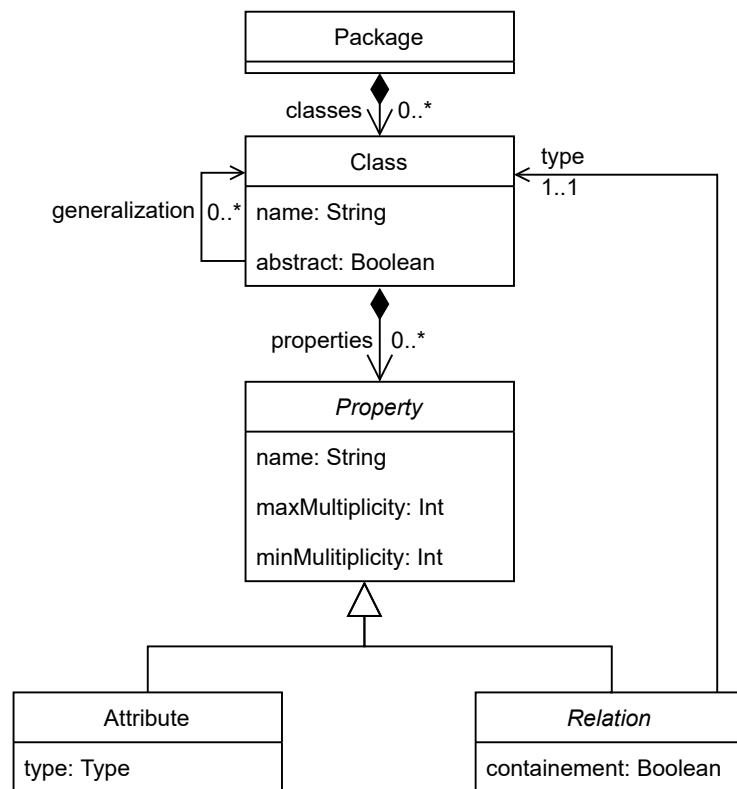 Package
classes 0..*
Class
type
1..1
generalization 0..*
name: String
abstract: Boolean
properties 0..*
Property
name: String
maxMultiplicity: Int
minMulitiplicity: Int
Attribute
type: Type
Relation
containement: Boolean